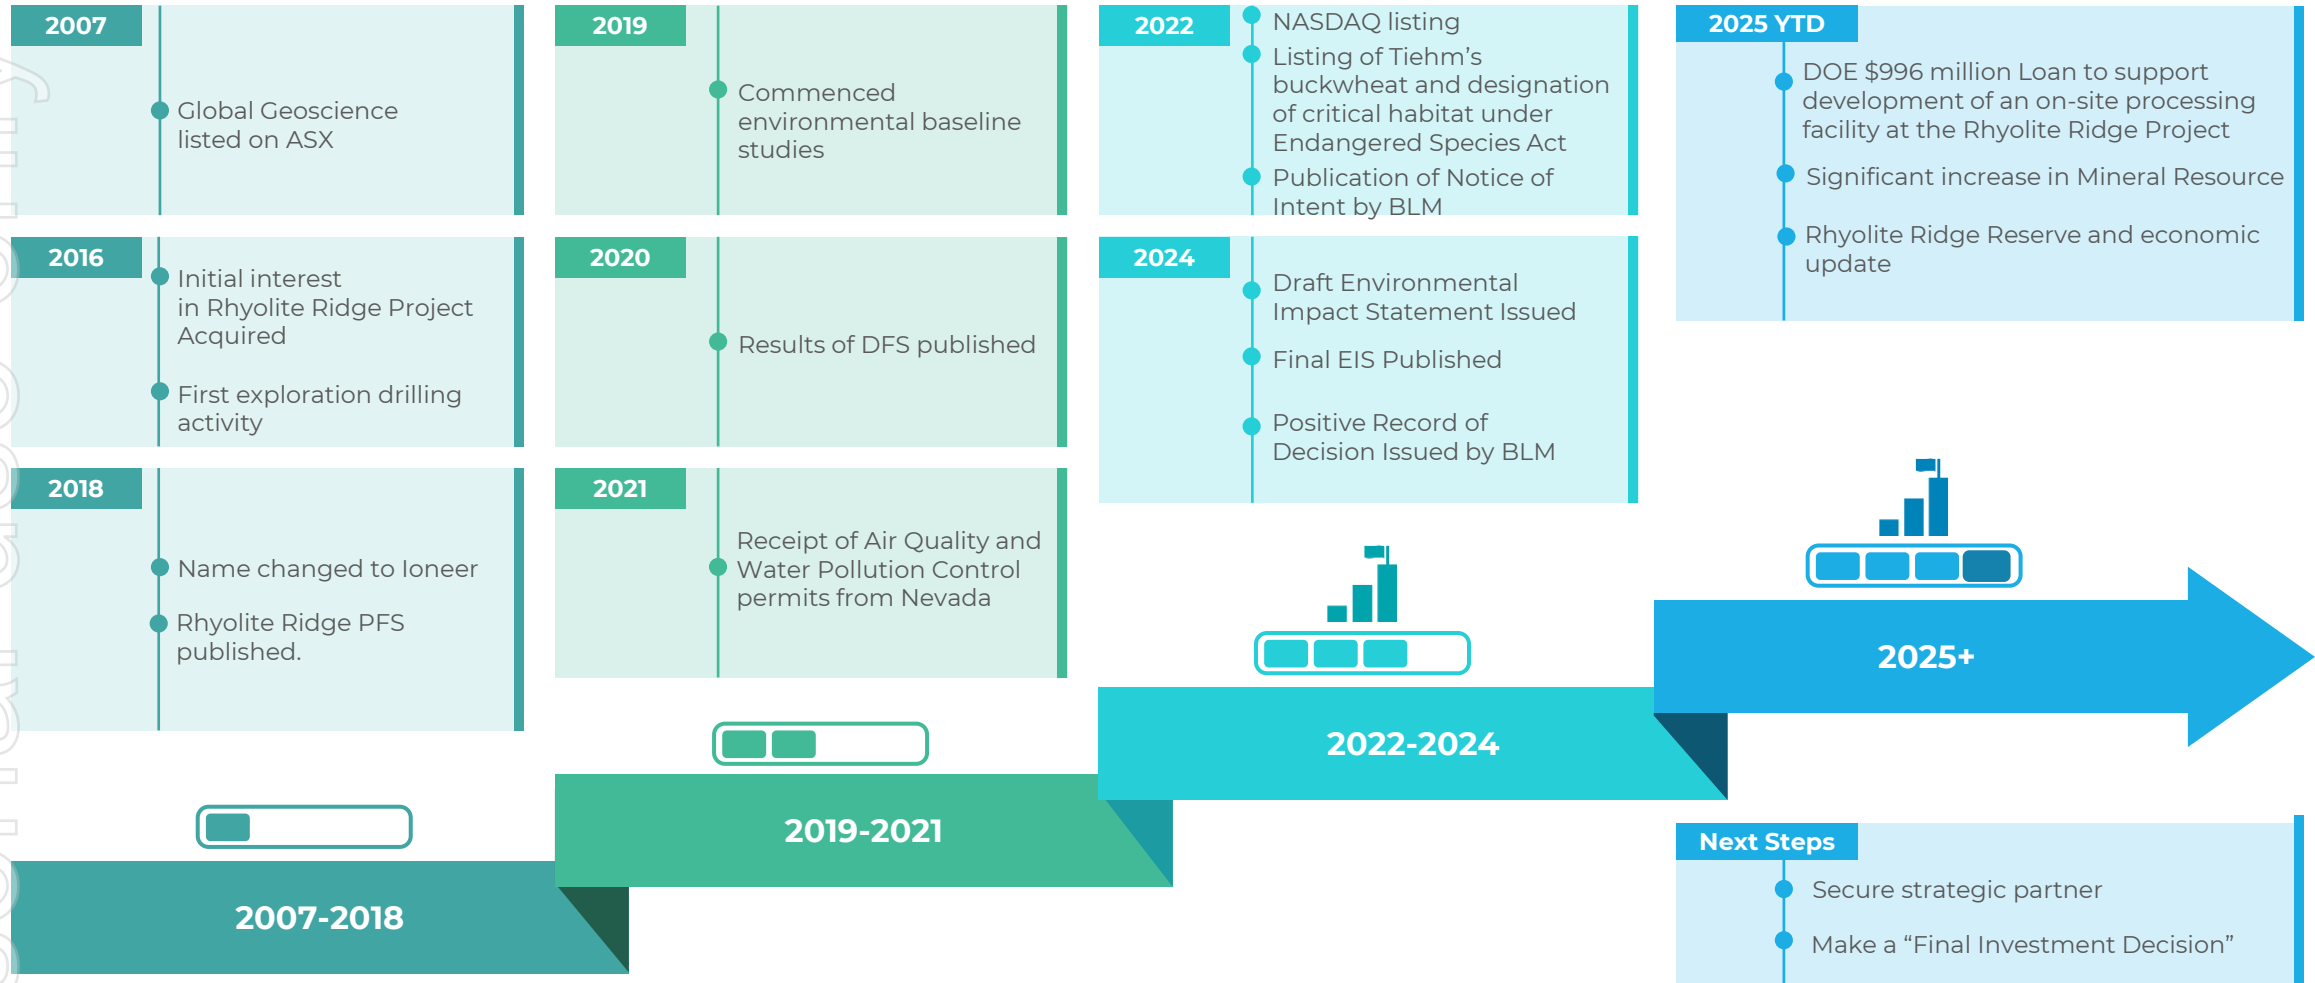 2007
Global Geoscience
listed on ASX
2016
Initial interest
in Rhyolite Ridge Project
Acquired
First exploration drilling
activity
2018
Name changed to Ioneer
Rhyolite Ridge PFS
published.
2007-2018
2019
Commenced
environmental baseline
studies
2020
Results of DFS published
2021
Receipt of Air Quality and
Water Pollution Control
permits from Nevada
2019-2021
2022
NASDAQ listing
Listing of Tiehm’s
buckwheat and designation
of critical habitat under
Endangered Species Act
Publication of Notice of
Intent by BLM
2024
Draft Environmental
Impact Statement Issued
Final EIS Published
Positive Record of
Decision Issued by BLM
2022-2024
2025 YTD
DOE $996 million Loan to support
development of an on-site processing
facility at the Rhyolite Ridge Project
Significant increase in Mineral Resource
Rhyolite Ridge Reserve and economic
update
2025+
Next Steps
Secure strategic partner
Make a “Final Investment Decision”